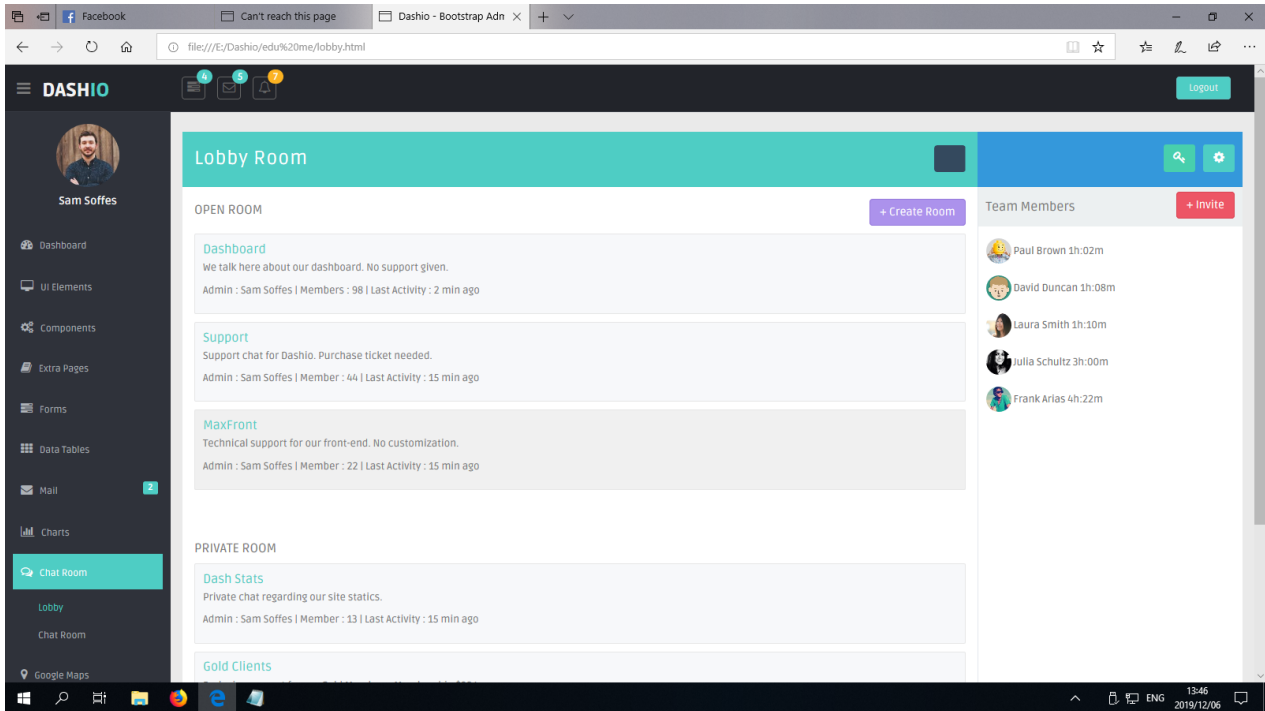 Facebook
Can't reach this page
Dashio - Bootstrap Adm
file:///E:/Dashio/edu%20me/lobby.html
DASHIO
4
5
7
Logout
Sam Soffes
Dashboard
UI Elements
Components
Extra Pages
Forms
Data Tables
Mail
2
Charts
Chat Room
Lobby
Chat Room
Google Maps
Lobby Room
OPEN ROOM
+ Create Room
Dashboard
We talk here about our dashboard. No support given.
Admin : Sam Soffes | Members : 98 | Last Activity : 2 min ago
Support
Support chat for Dashio. Purchase ticket needed.
Admin : Sam Soffes | Member : 44 | Last Activity : 15 min ago
MaxFront
Technical support for our front-end. No customization.
Admin : Sam Soffes | Member : 22 | Last Activity : 15 min ago
PRIVATE ROOM
Dash Stats
Private chat regarding our site statics.
Admin : Sam Soffes | Member : 13 | Last Activity : 15 min ago
Gold Clients
Team Members
+ Invite
Paul Brown 1h:02m
David Duncan 1h:08m
Laura Smith 1h:10m
Julia Schultz 3h:00m
Frank Arias 4h:22m
ENG
13:46
2019/12/06